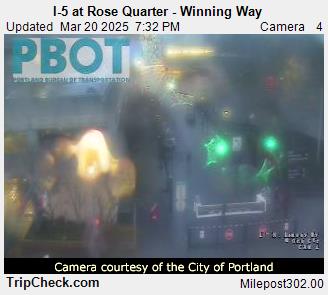 I-5 at Rose Quarter - Winning Way
Updated Mar 20 2025 7:32 PM Camera 4
PBOT
PORTLAND BUREAU OF TRANSPORTATION
Camera courtesy of the City of Portland
TripCheck.com Milepost302.00